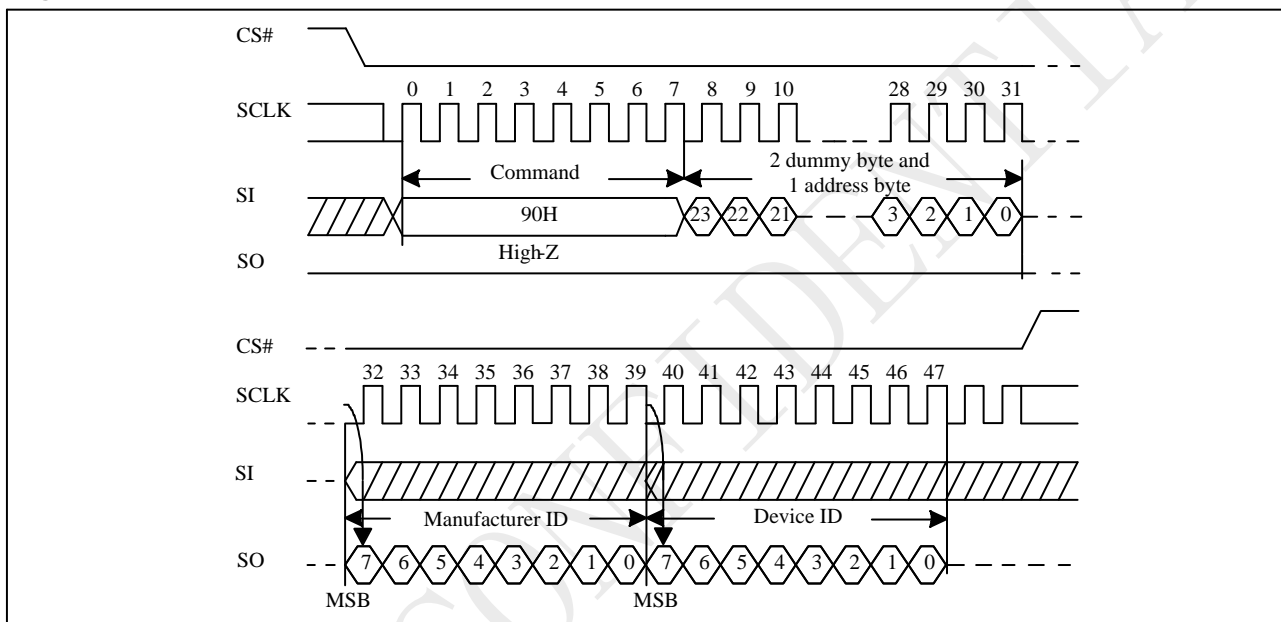 CS#
0 1 2 3 4 5 6 7 8 9 10 28 29 30 31
SCLK
Command
2 dummy byte and
1 address byte
SI
90H
23 22 21 3 2 1 0
High-Z
SO
CS#
32 33 34 35 36 37 38 39 40 41 42 43 44 45 46 47
SCLK
SI
Manufacturer ID
Device ID
SO
7 6 5 4 3 2 1 0 7 6 5 4 3 2 1 0
MSB
MSB
CONFIDENTIA